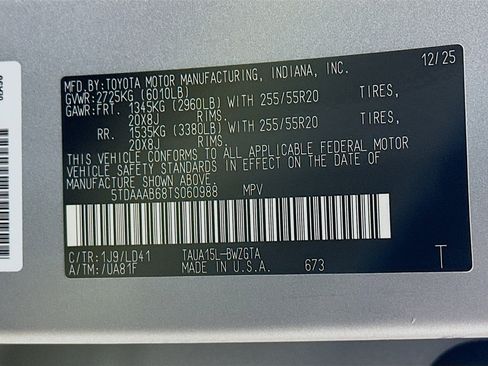 MFD.BY:TOYOTA MOTOR MANUFACTURING, INDIANA, INC. 12/25
GVWR:2725KG (6010LB)
GAWR:FRT. 1345KG (2960LB) WITH 255/55R20 TIRES,
20X8J RIMS.
RR. 1535KG (3380LB) WITH 255/55R20 TIRES,
20X8J RIMS.
THIS VEHICLE CONFORMS TO ALL APPLICABLE FEDERAL MOTOR
VEHICLE SAFETY STANDARDS IN EFFECT ON THE DATE OF
MANUFACTURE SHOWN ABOVE.
5TDAAAB68TS060988 MPV
C/TR:1J9/LD41 TAUA15L-BWZGTA
A/TM:/UA81F MADE IN U.S.A. 673 T